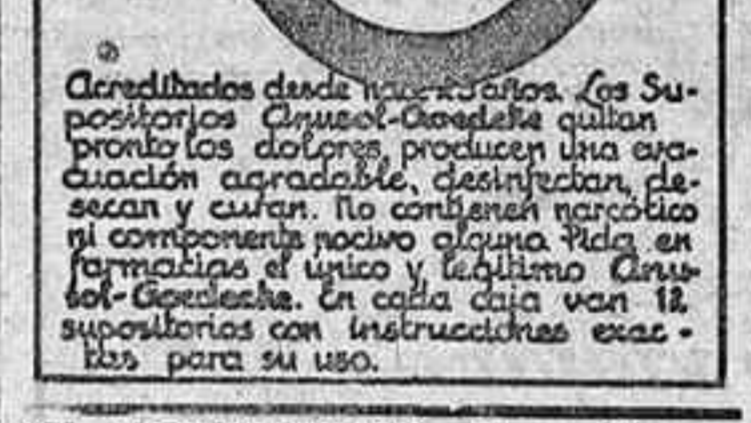 Acreditados desde años. Los Su-
positorios Anusol-Goedeke quitan
pronto los dolores, producen una eva-
cuación agradable, desinfectan, de-
secan y curan. No contienen narcótico
ni componente nocivo alguno. Pida en
farmacias el único y legítimo Anu-
sol-Goedecke. En cada caja van 12
supositorios con instrucciones exac-
tas para su uso.